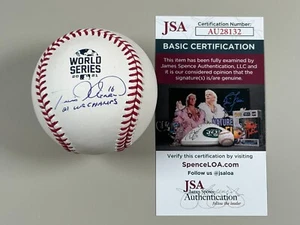 WORLD
SERIES
2021
16
21 WS CHAMPS
JSA
Certification Number:
AU28132
BASIC CERTIFICATION
This item has been fully examined by
James Spence Authentication, LLC and
it is our considered opinion that the
signature(s) is/are genuine.
Verify this certification by visiting
SpenceLOA.com
Follow us @jsaloa
JSA
James Spence
Authentication